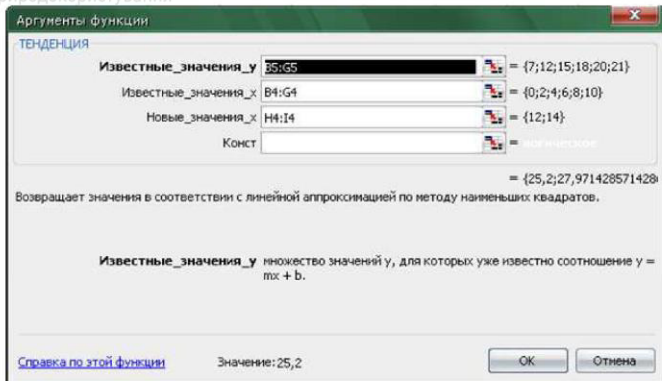 Аргументы функции
ТЕНДЕНЦИЯ
Известные_значения_y B5:G5 = {7;12;15;18;20;21}
Известные_значения_x B4:G4 = {0;2;4;6;8;10}
Новые_значения_x H4:I4 = {12;14}
Конст = логическое
= {25,2;27,971428571428
Возвращает значения в соответствии с линейной аппроксимацией по методу наименьших квадратов.
Известные_значения_y множество значений y, для которых уже известно соотношение y =
mx + b.
Справка по этой функции Значение:25,2 OK Отмена